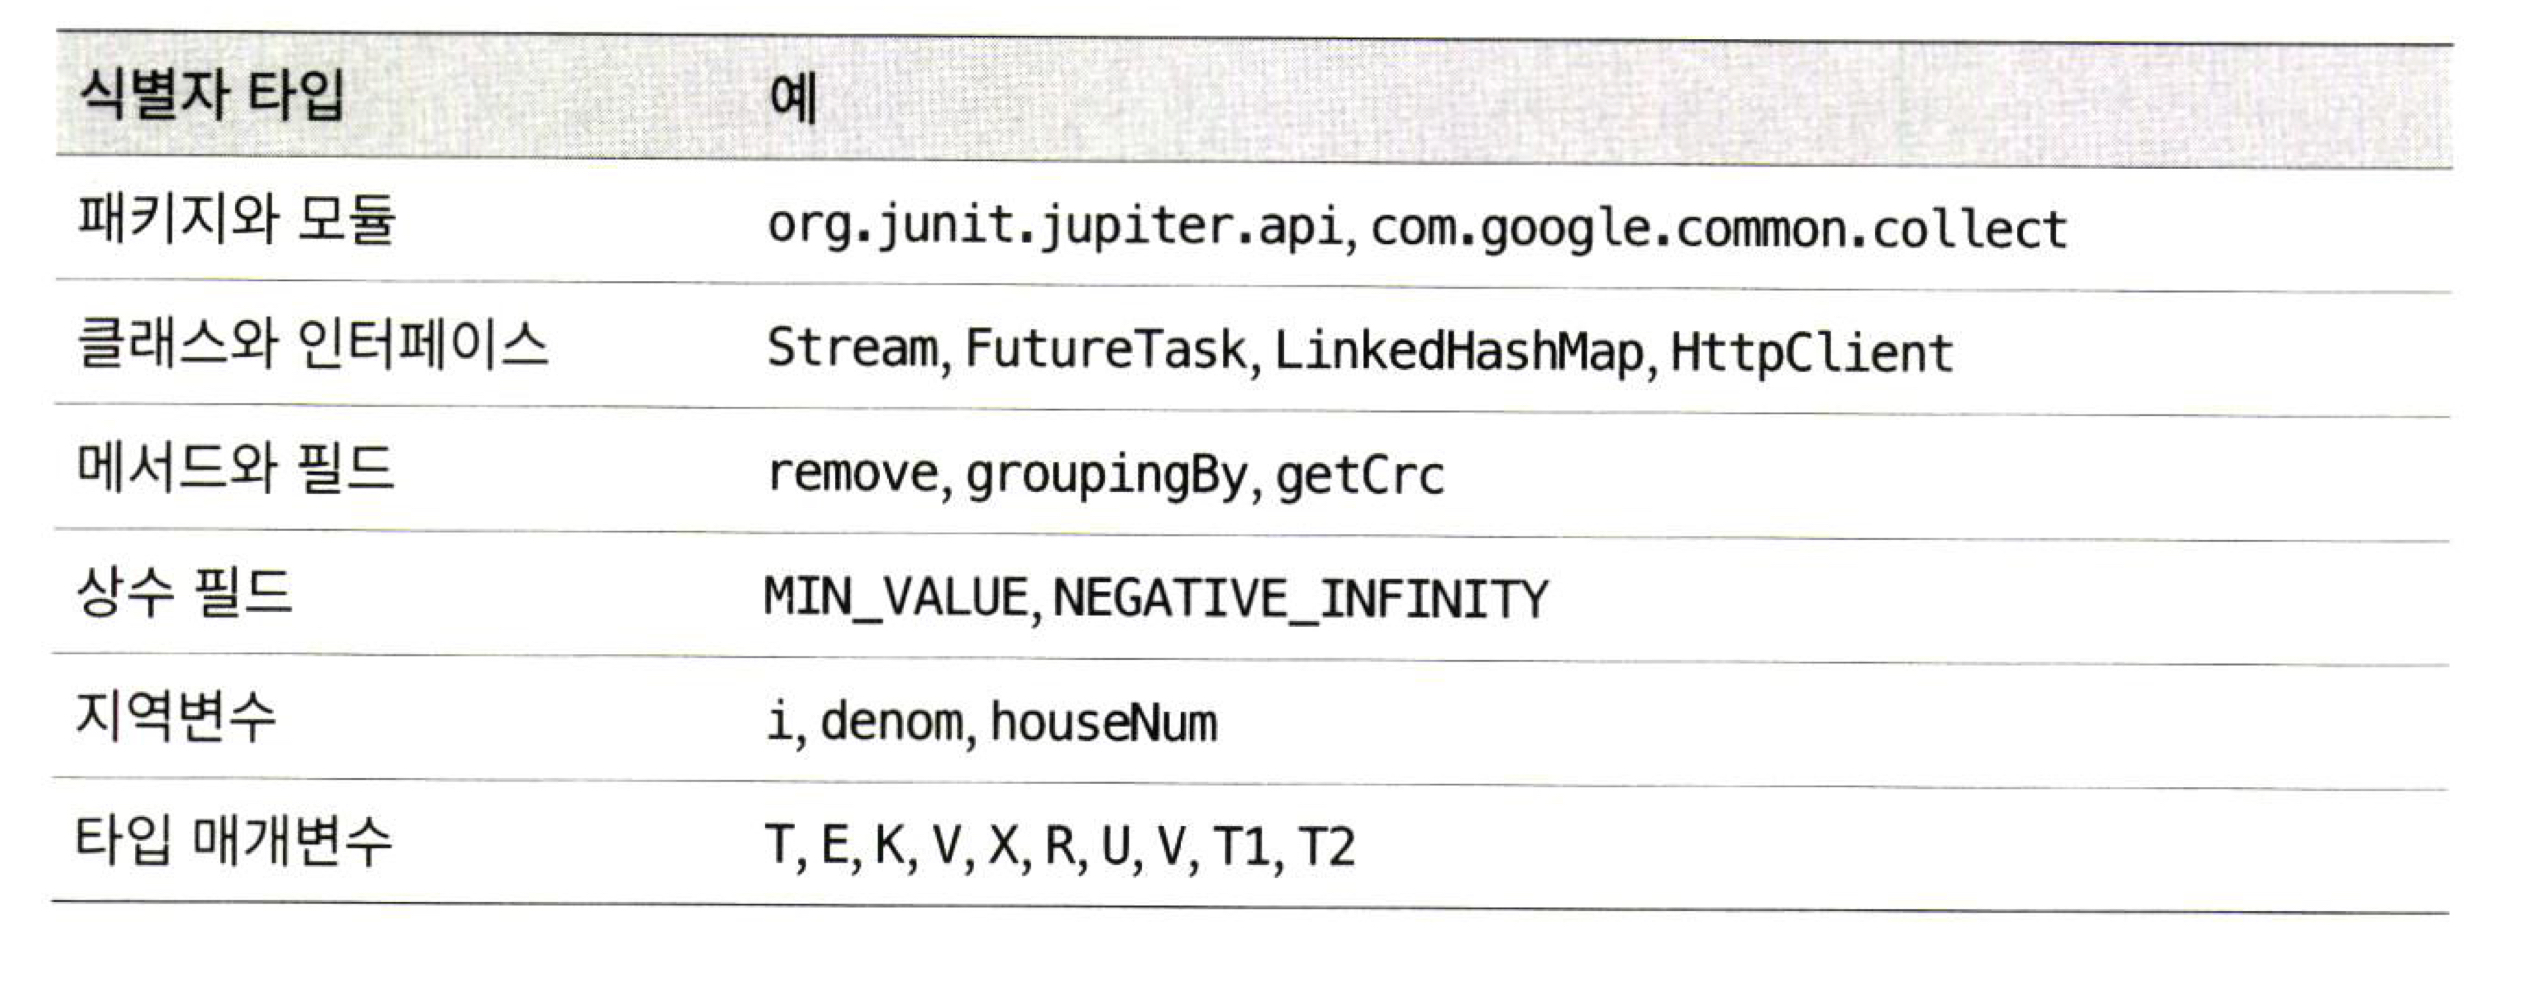 식별자 타입 예
패키지와 모듈 org.junit.jupiter.api, com.google.common.collect
클래스와 인터페이스 Stream, FutureTask, LinkedHashMap, HttpClient
메서드와 필드 remove, groupingBy, getCrc
상수 필드 MIN_VALUE, NEGATIVE_INFINITY
지역변수 i, denom, houseNum
타입 매개변수 T, E, K, V, X, R, U, V, T1, T2